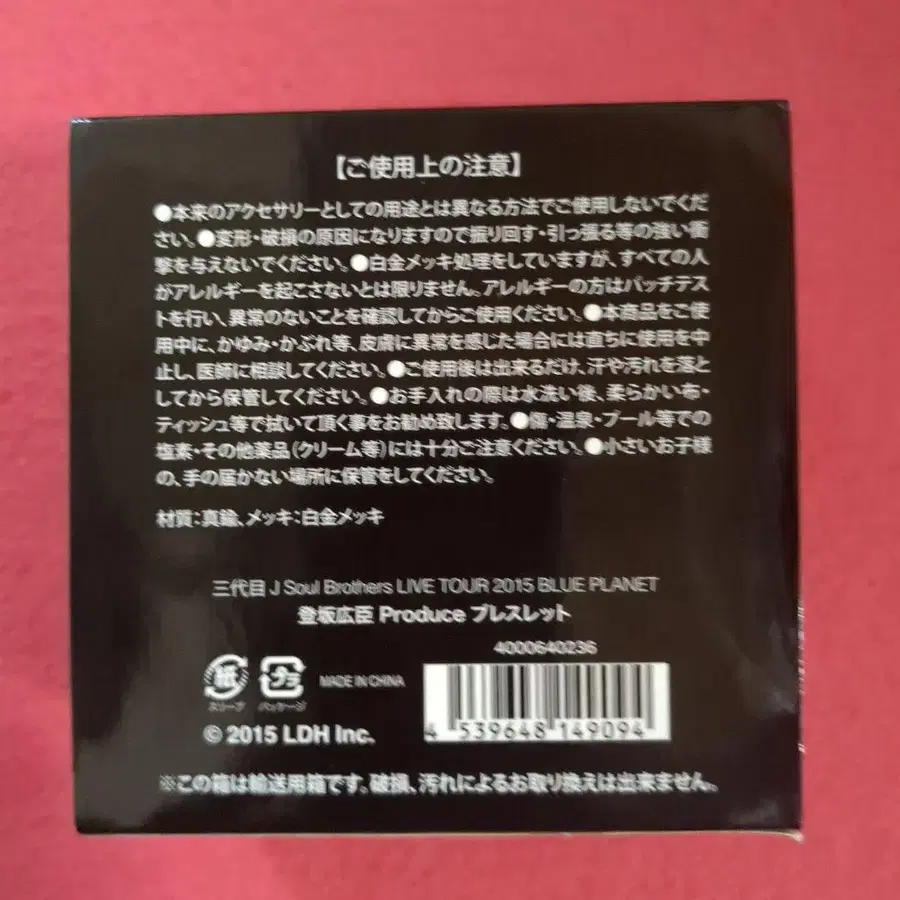 【ご使用上の注意】
●本来のアクセサリーとしての用途とは異なる方法でご使用しないでくだ
さい。●変形・破損の原因になりますので振り回す・引っ張る等の強い衝
撃を与えないでください。●白金メッキ処理をしていますが、すべての人
がアレルギーを起こさないとは限りません。アレルギーの方はパッチテス
トを行い、異常のないことを確認してからご使用ください。●本商品をご使
用中に、かゆみ・かぶれ等、皮膚に異常を感じた場合には直ちに使用を中
止し、医師に相談してください。●ご使用後は出来るだけ、汗や汚れを落と
してから保管してください。●お手入れの際は水洗い後、柔らかい布・
ティッシュ等で拭いて頂く事をお勧め致します。●傷・温泉・プール等での
塩素・その他薬品(クリーム等)には十分ご注意ください。●小さいお子様
の、手の届かない場所に保管をしてください。
材質:真鍮、メッキ:白金メッキ
三代目 J Soul Brothers LIVE TOUR 2015 BLUE PLANET
登坂広臣 Produce ブレスレット
4000640236
紙 プラ MADE IN CHINA
スリーブ パッケージ
© 2015 LDH Inc.
4 539648 149094
※この箱は輸送用箱です。破損、汚れによるお取り換えは出来ません。